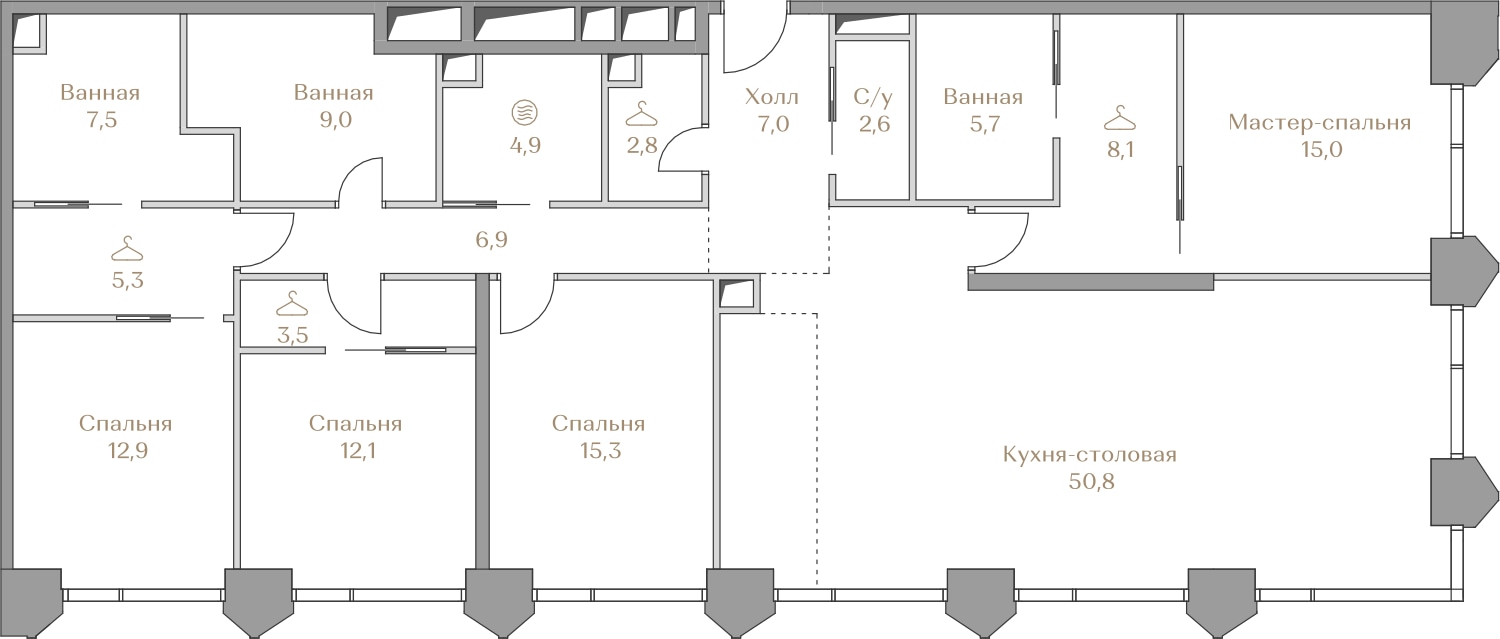 Ванная
7,5
Ванная
9,0
4,9
2,8
Холл
7,0
С/у
2,6
Ванная
5,7
8,1
Мастер-спальня
15,0
5,3
6,9
3,5
Спальня
12,9
Спальня
12,1
Спальня
15,3
Кухня-столовая
50,8